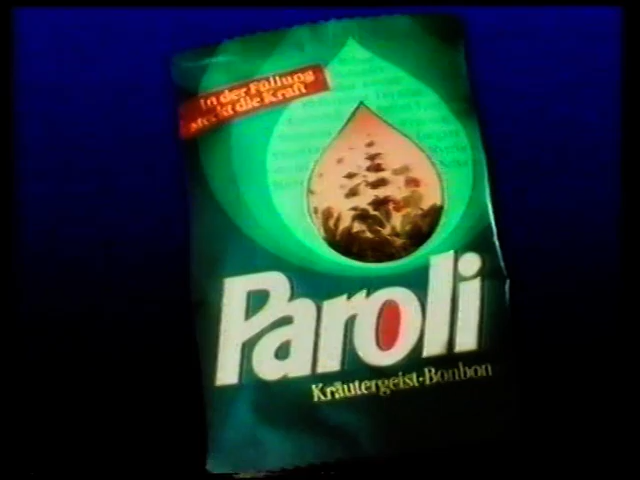 In der Füllung
steckt die Kraft
Paroli
Kräutergeist-Bonbon